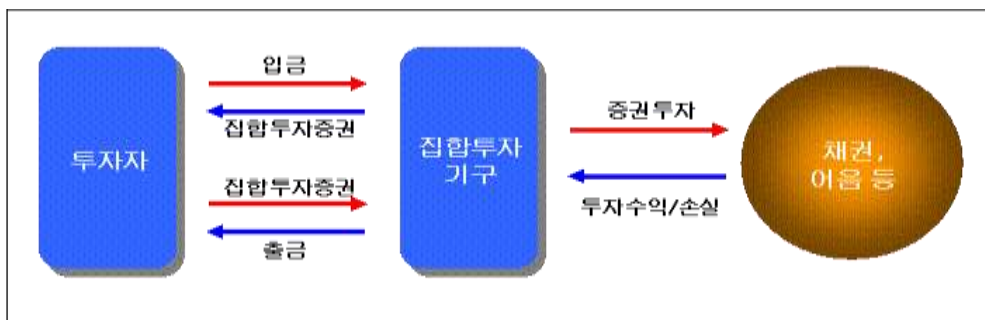 입금
집합투자증권
투자자
집합투자증권
출금
집합투자
기구
증권투자
투자수익/손실
채권,
어음 등